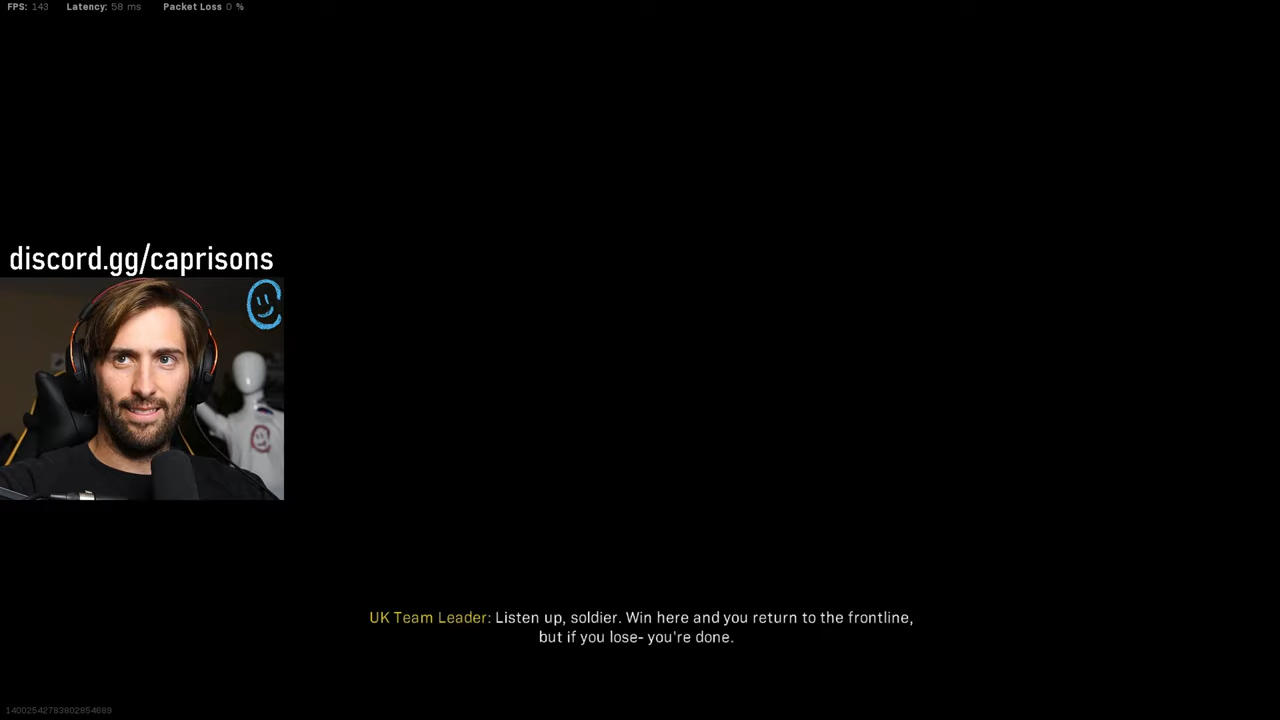 FPS: 143 Latency: 58 ms Packet Loss 0 %
discord.gg/caprisons
UK Team Leader: Listen up, soldier. Win here and you return to the frontline,
but if you lose- you're done.
14002542783802854689